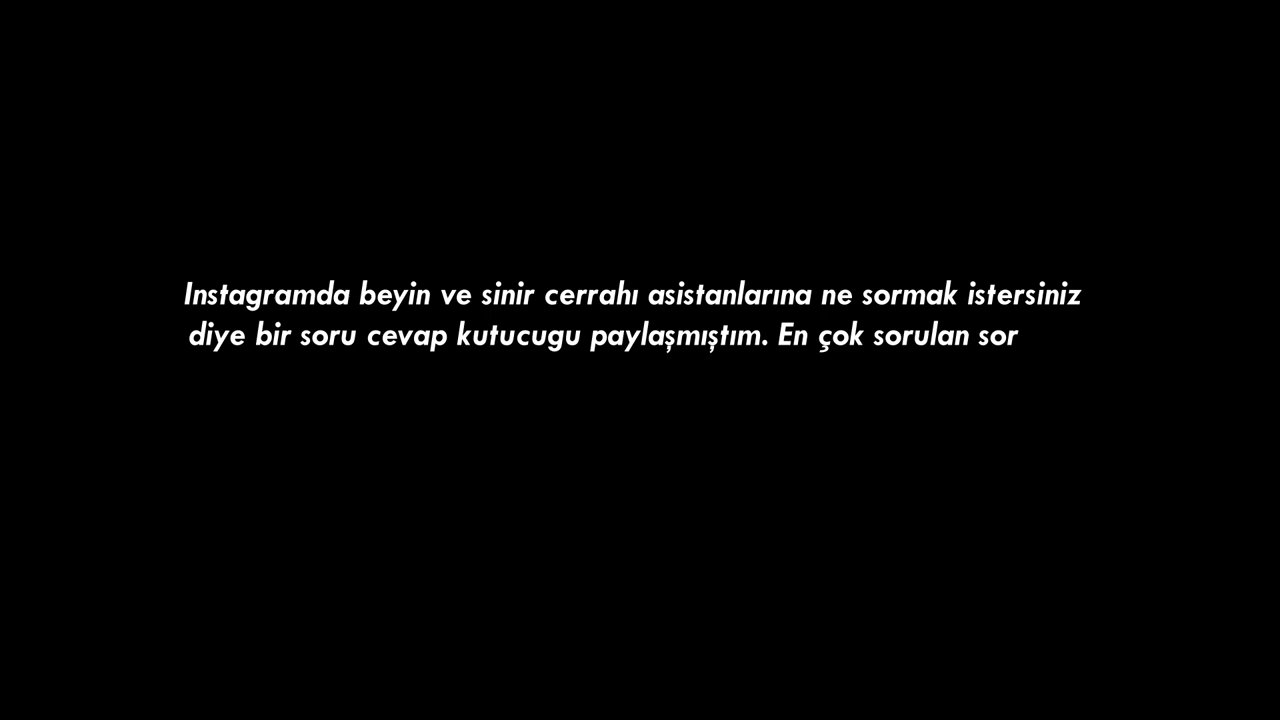 Instagramda beyin ve sinir cerrahı asistanlarına ne sormak istersiniz
diye bir soru cevap kutucugu paylaşmıştım. En çok sorulan sor